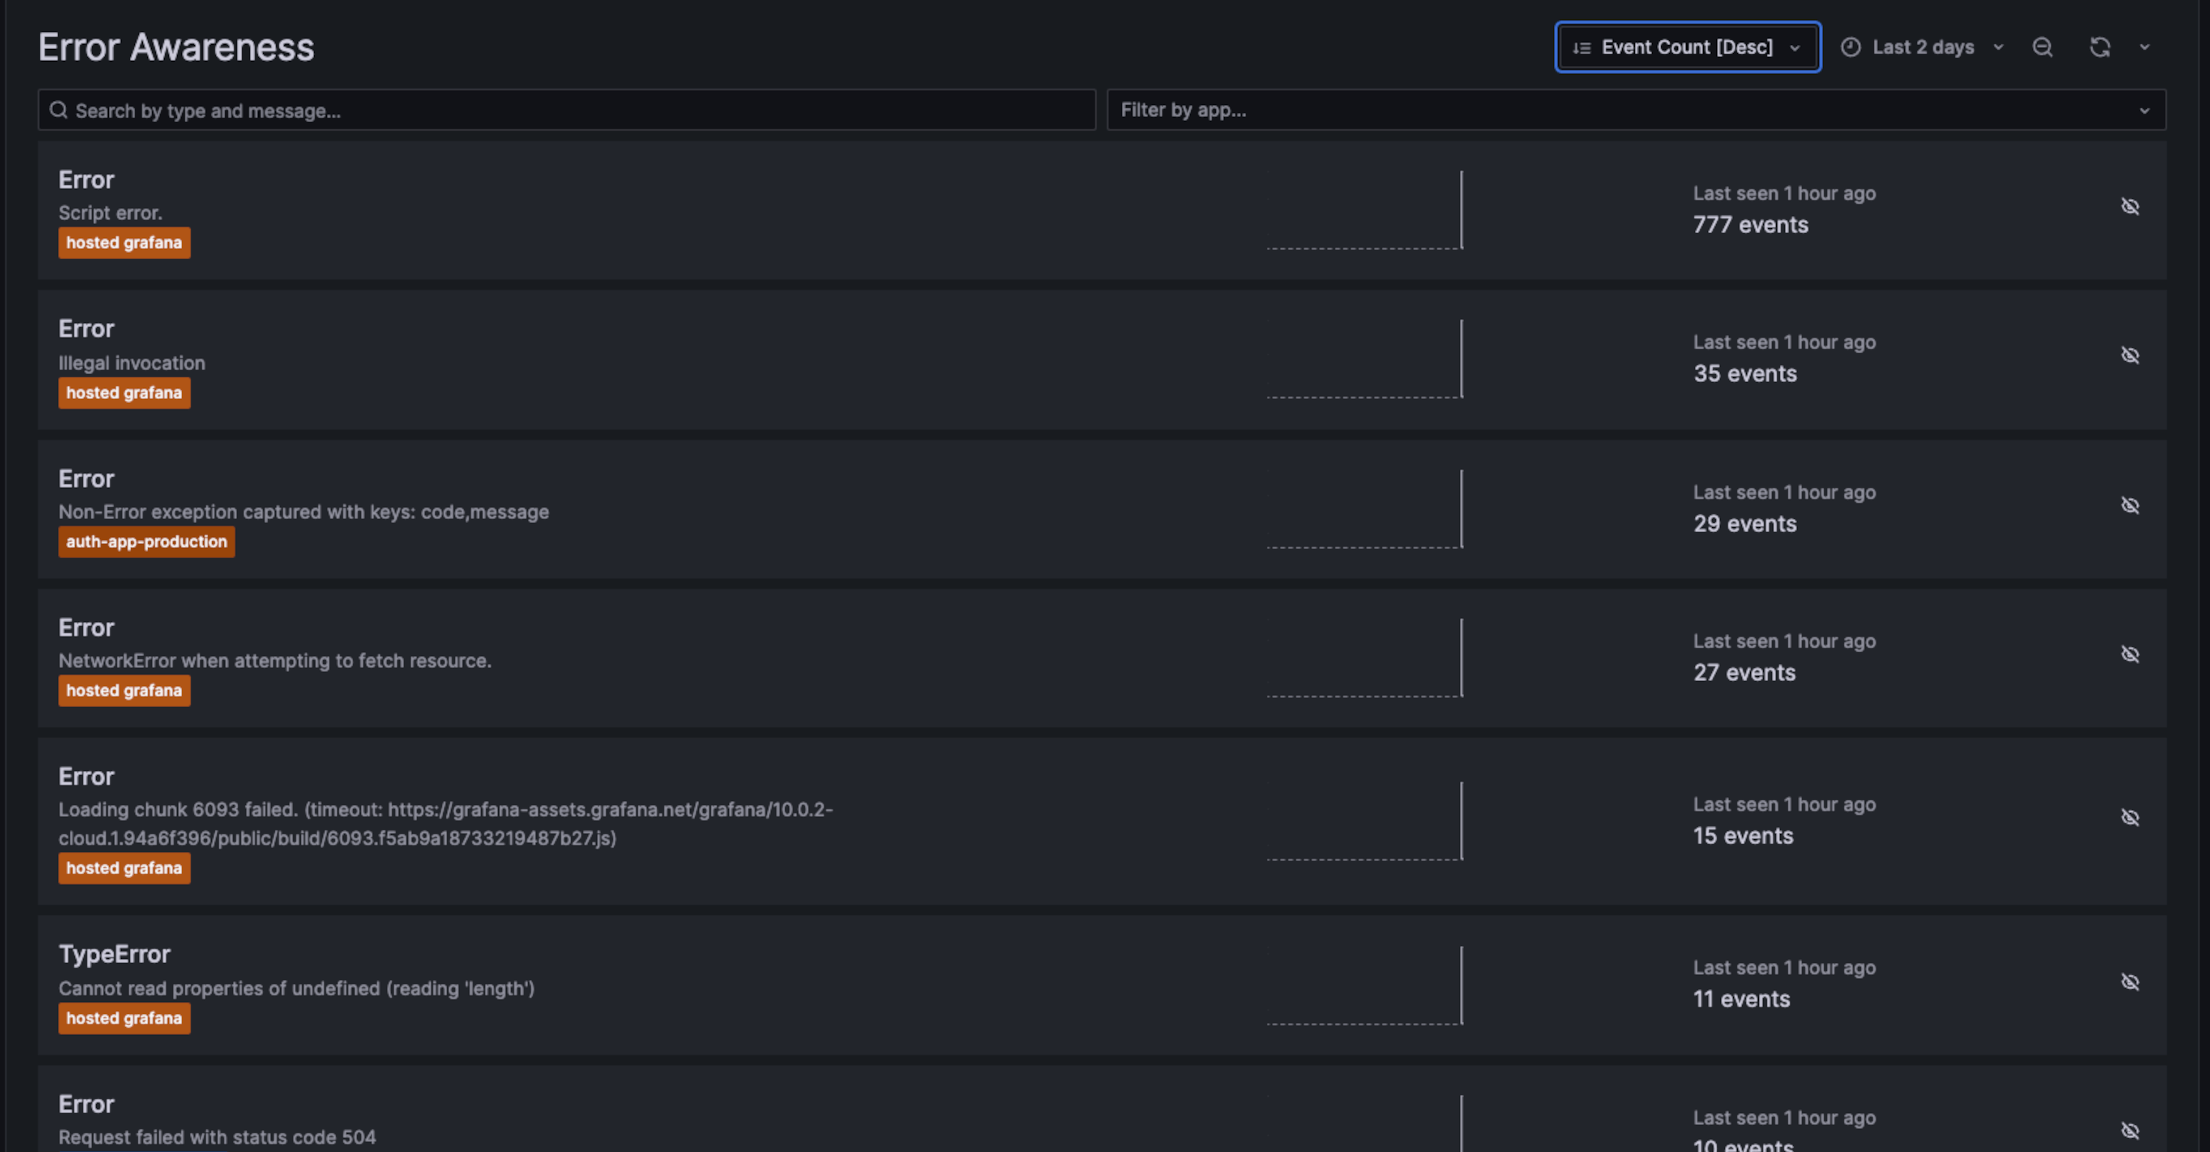 Error Awareness
Event Count [Desc]
Last 2 days
Search by type and message...
Filter by app...
Error
Script error.
hosted grafana
Last seen 1 hour ago
777 events
Error
Illegal invocation
hosted grafana
Last seen 1 hour ago
35 events
Error
Non-Error exception captured with keys: code,message
auth-app-production
Last seen 1 hour ago
29 events
Error
NetworkError when attempting to fetch resource.
hosted grafana
Last seen 1 hour ago
27 events
Error
Loading chunk 6093 failed. (timeout: https://grafana-assets.grafana.net/grafana/10.0.2-
cloud.1.94a6f396/public/build/6093.f5ab9a18733219487b27.js)
hosted grafana
Last seen 1 hour ago
15 events
TypeError
Cannot read properties of undefined (reading 'length')
hosted grafana
Last seen 1 hour ago
11 events
Error
Request failed with status code 504
Last seen 1 hour ago
10 events